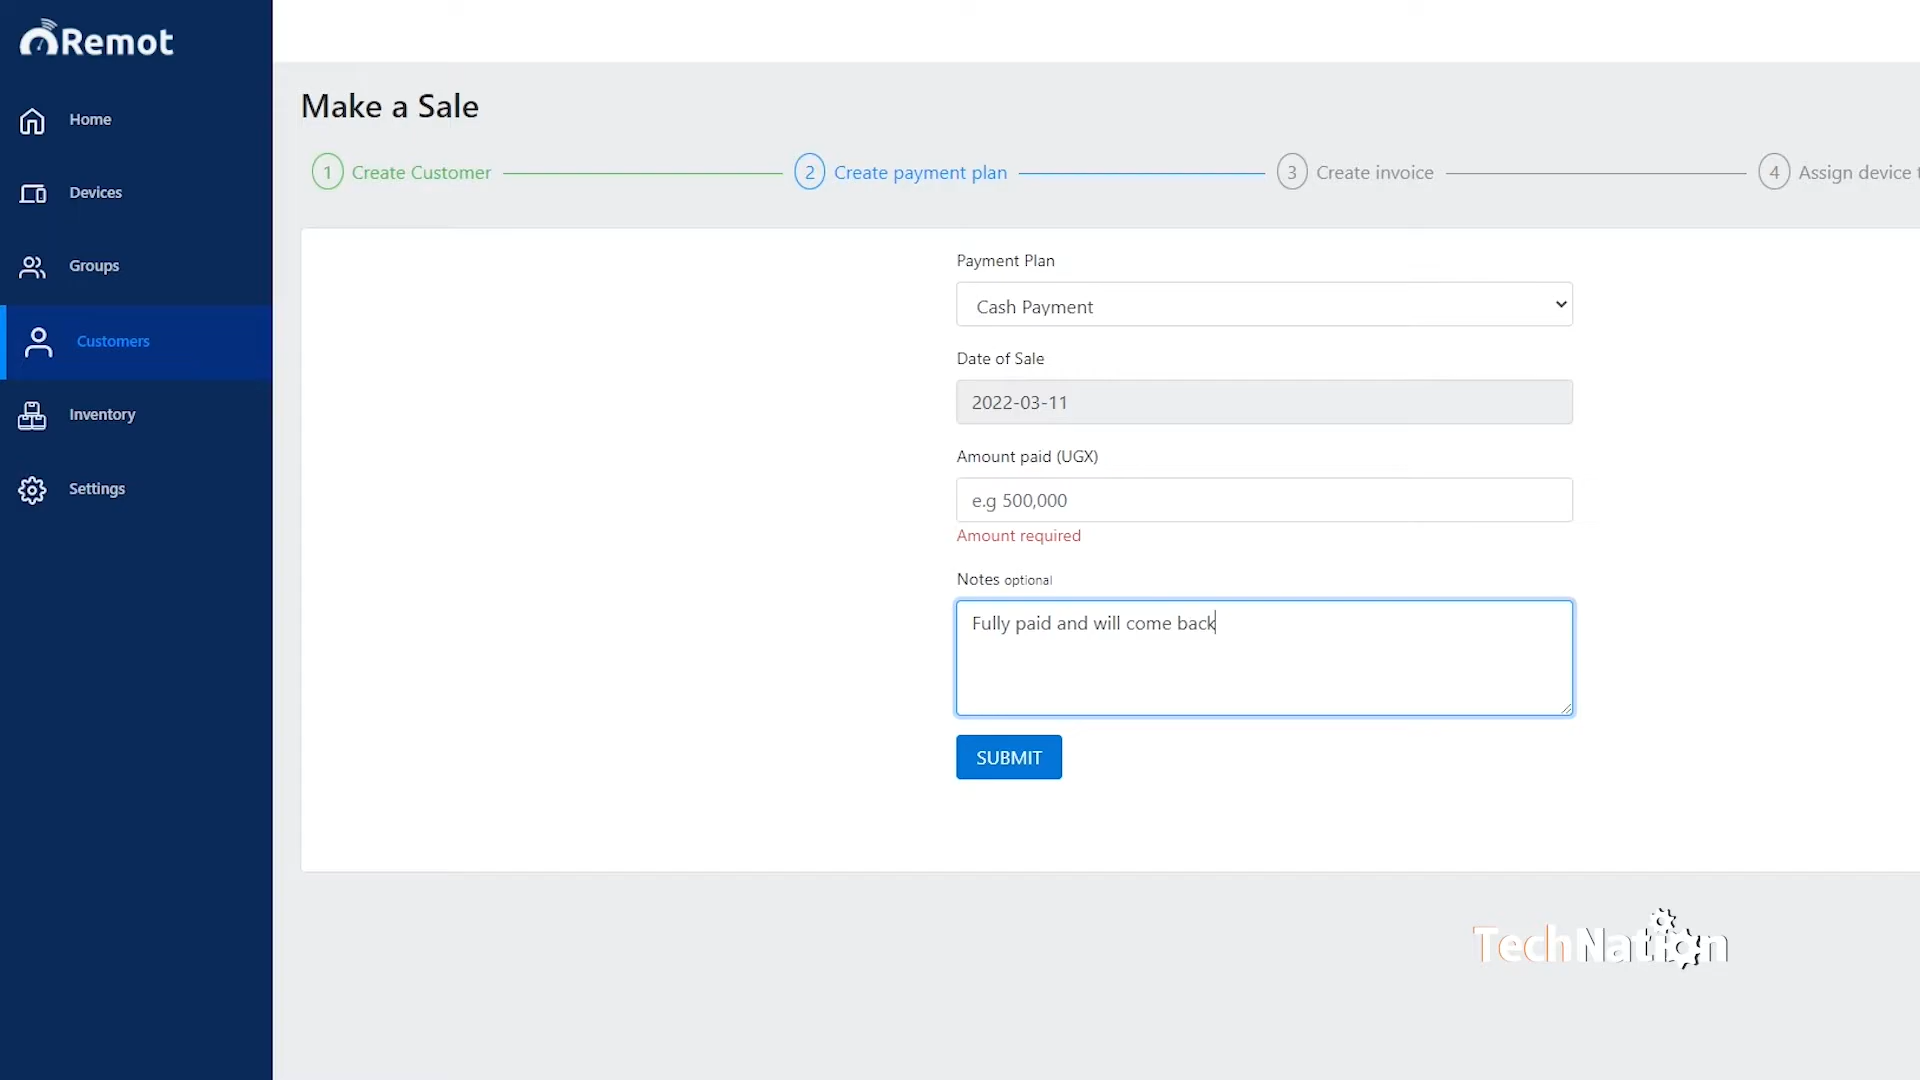 Remot
Home
Devices
Groups
Customers
Inventory
Settings
Make a Sale
1 Create Customer
2 Create payment plan
3 Create invoice
4 Assign device t
Payment Plan
Cash Payment
Date of Sale
2022-03-11
Amount paid (UGX)
e.g 500,000
Amount required
Notes optional
Fully paid and will come back
SUBMIT
TechNation